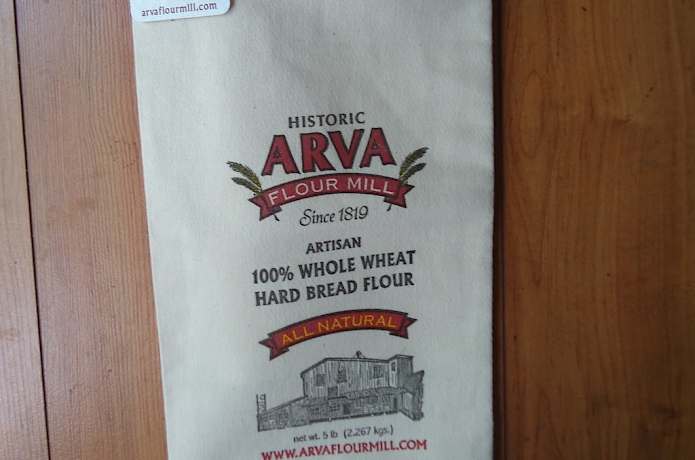 arvaflourmill.com
HISTORIC
ARVA
FLOUR MILL
Since 1819
ARTISAN
100% WHOLE WHEAT
HARD BREAD FLOUR
ALL NATURAL
net wt. 5 lb (2.267 kgs.)
WWW.ARVAFLOURMILL.COM